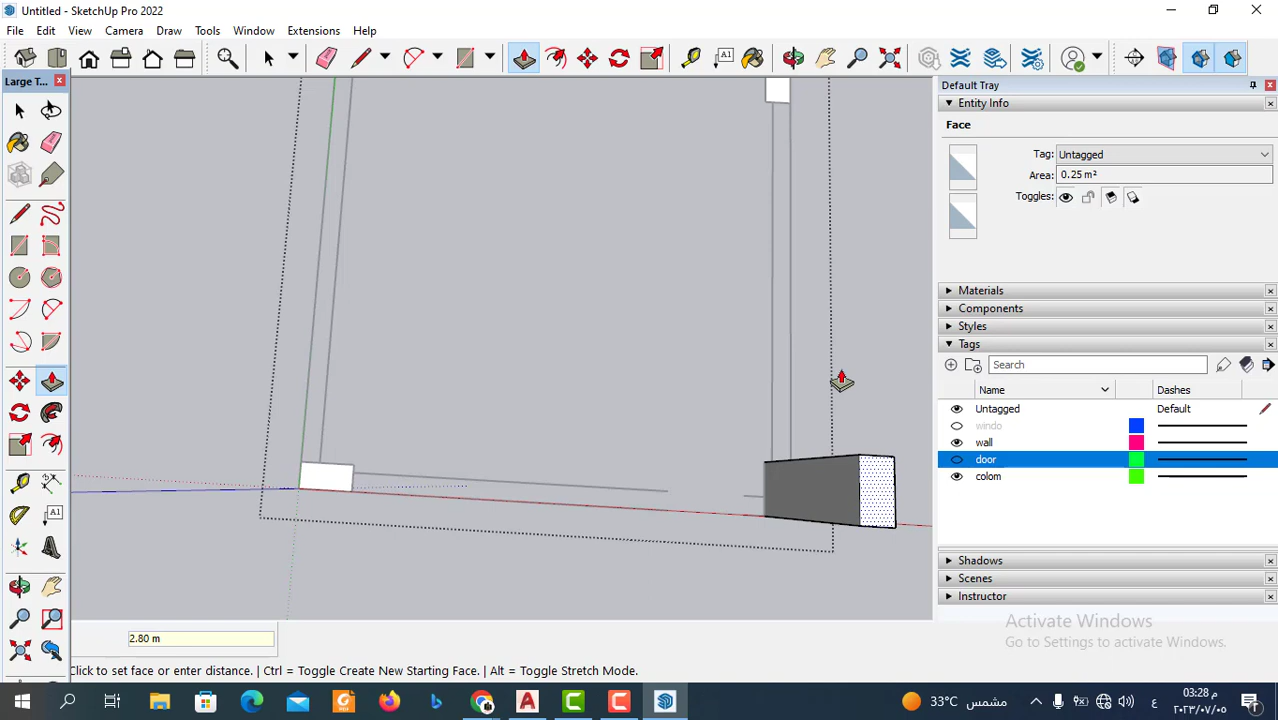 Untitled - SketchUp Pro 2022
File Edit View Camera Draw Tools Window Extensions Help
Large T...
Default Tray
Entity Info
Face
Tag: Untagged
Area: 0.25 m²
Toggles:
Materials
Components
Styles
Tags
Search
Name Dashes
Untagged Default
windo
wall
door
colom
Shadows
Scenes
Instructor
Activate Windows
Go to Settings to activate Windows.
2.80 m
Click to set face or enter distance. | Ctrl = Toggle Create New Starting Face. | Alt = Toggle Stretch Mode.
33°C مشمس
ع
03:28 م
٢٠٢٣/٠٧/٠٥